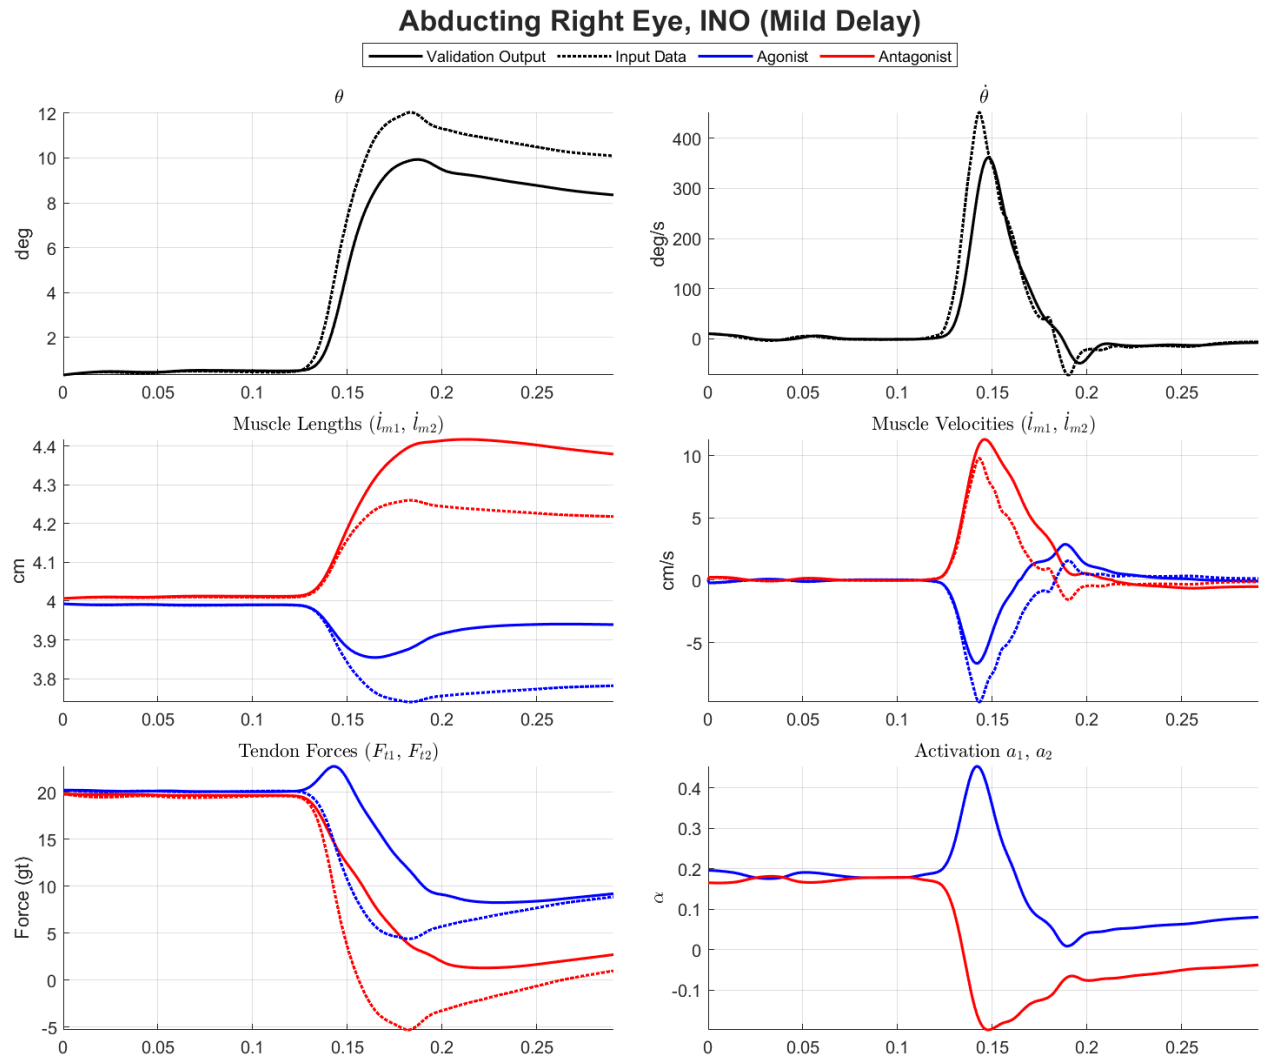 Abducting Right Eye, INO (Mild Delay)
Validation Output Input Data Agonist Antagonist
θ
deg
12
10
8
6
4
2
0 0.05 0.1 0.15 0.2 0.25
θ̇
deg/s
400
300
200
100
0
0 0.05 0.1 0.15 0.2 0.25
Muscle Lengths (l̇m1, l̇m2)
cm
4.4
4.3
4.2
4.1
4
3.9
3.8
0 0.05 0.1 0.15 0.2 0.25
Muscle Velocities (l̇m1, l̇m2)
cm/s
10
5
0
-5
0 0.05 0.1 0.15 0.2 0.25
Tendon Forces (Ft1, Ft2)
Force (gt)
20
15
10
5
0
-5
0 0.05 0.1 0.15 0.2 0.25
Activation a1, a2
α
0.4
0.3
0.2
0.1
0
-0.1
0 0.05 0.1 0.15 0.2 0.25